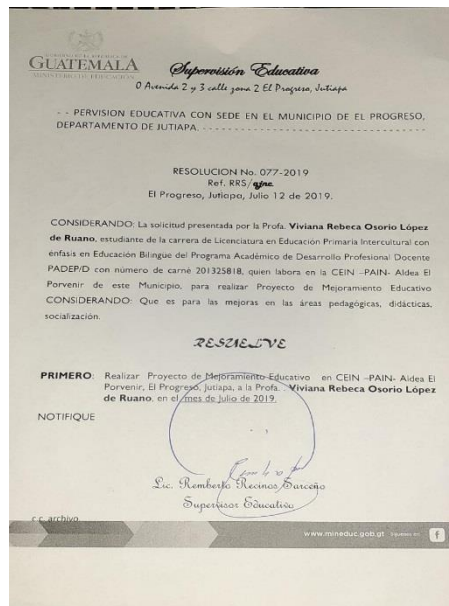 GUATEMALA
MINISTERIO DE EDUCACIÓN
Supervisión Educativa
0 Avenida 2 y 3 calle zona 2 El Progreso, Jutiapa
- - PERVISION EDUCATIVA CON SEDE EN EL MUNICIPIO DE EL PROGRESO,
DEPARTAMENTO DE JUTIAPA. - - - - - - - - - - - - - - - - - - - - - - - - - - - - - -
RESOLUCION No. 077-2019
Ref. RRS/
El Progreso, Jutiapa, Julio 12 de 2019.
CONSIDERANDO: La solicitud presentada por la Profa. Viviana Rebeca Osorio López
de Ruano, estudiante de la carrera de Licenciatura en Educación Primaria Intercultural con
énfasis en Educación Bilingüe del Programa Académico de Desarrollo Profesional Docente
PADEP/D con número de carné 201325818, quien labora en la CEIN –PAIN- Aldea El
Porvenir de este Municipio, para realizar Proyecto de Mejoramiento Educativo
CONSIDERANDO: Que es para las mejoras en las áreas pedagógicas, didácticas,
socialización.
RESUELVE
PRIMERO: Realizar Proyecto de Mejoramiento Educativo en CEIN –PAIN- Aldea El
Porvenir, El Progreso, Jutiapa, a la Profa. . Viviana Rebeca Osorio López
de Ruano, en el mes de Julio de 2019.
NOTIFIQUE
Lic. Remberto Recinos Sarceño
Supervisor Educativo
c.c. archivo.
www.mineduc.gob.gt
f